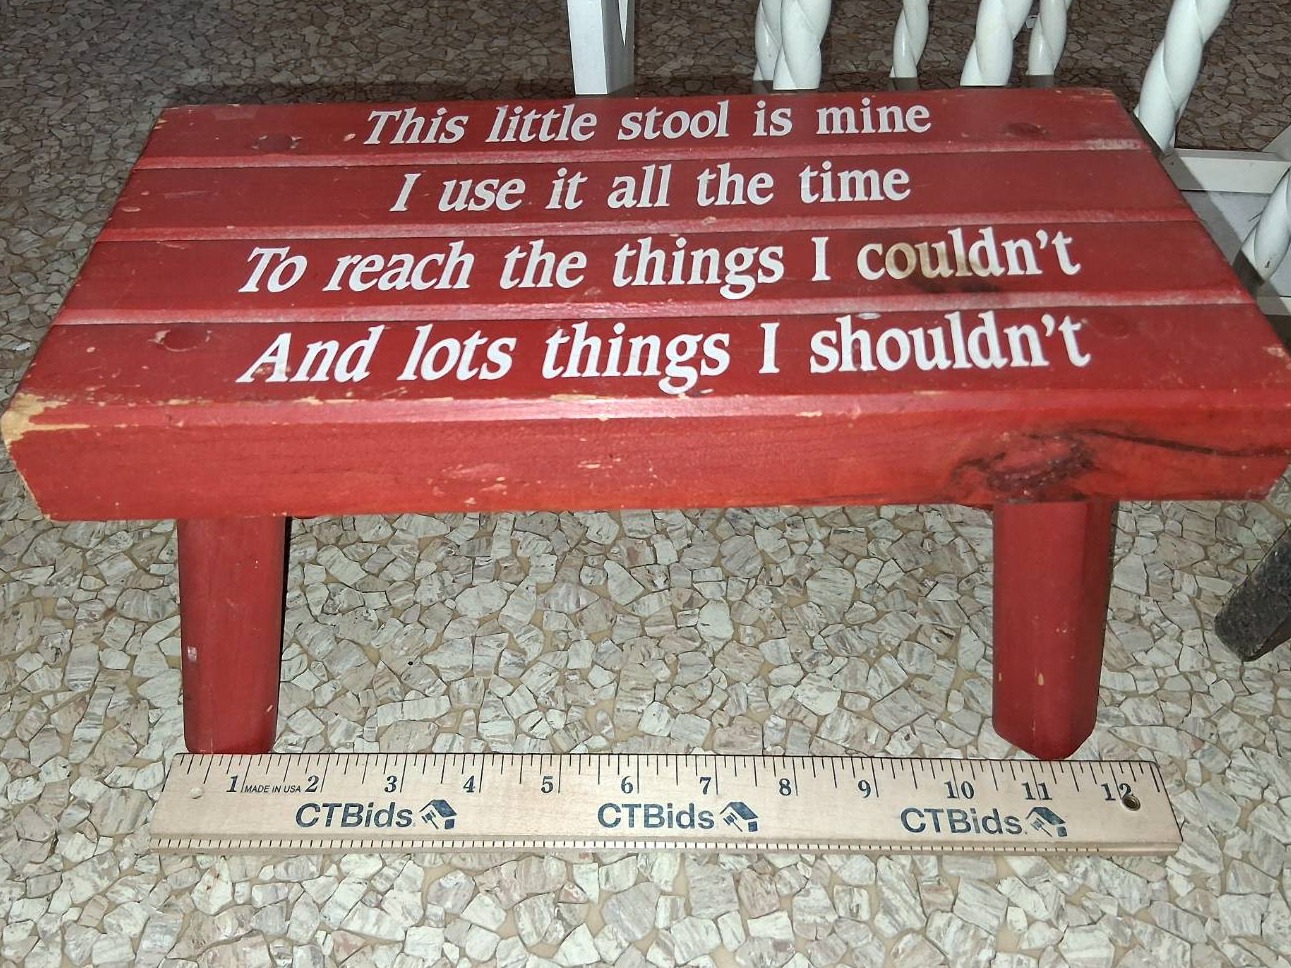 This little stool is mine
I use it all the time
To reach the things I couldn't
And lots things I shouldn't
1 MADE IN USA 2 3 4 5 6 7 8 9 10 11 12
CTBids CTBids CTBids